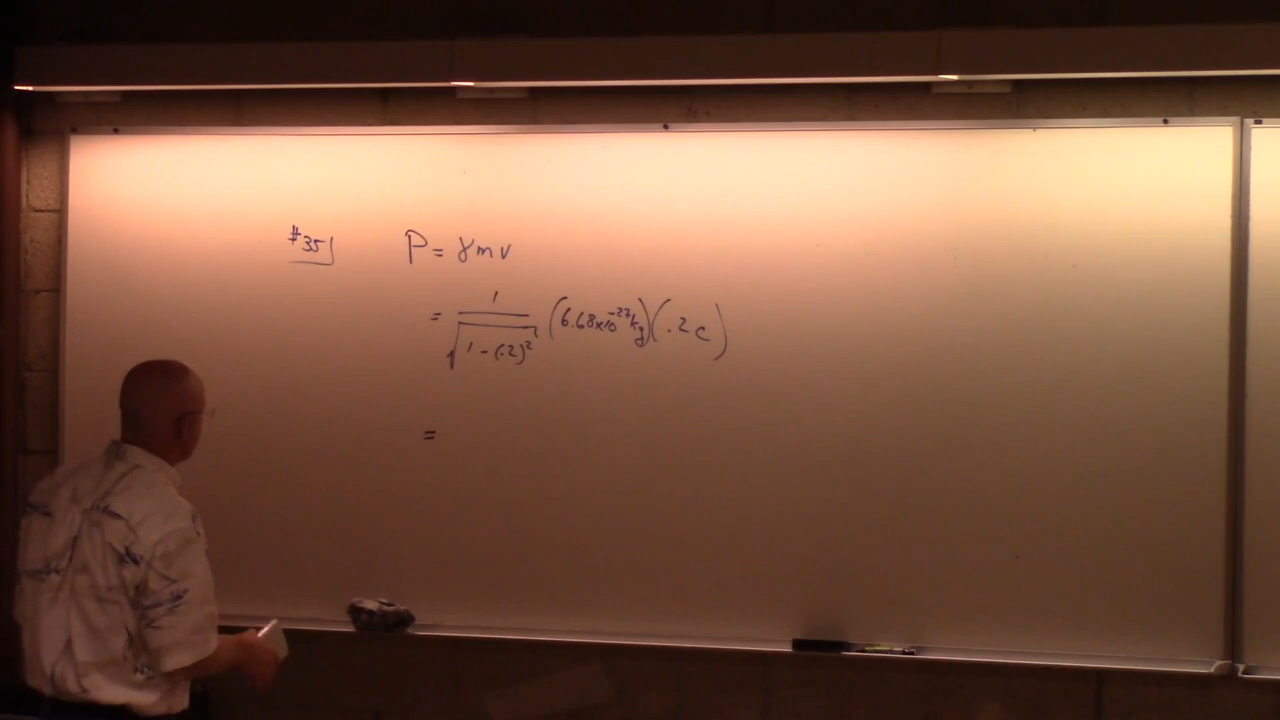 #35) P = γmv
= 1/√(1 - (.2)²) (6.68x10⁻²⁷kg)(.2c)
=